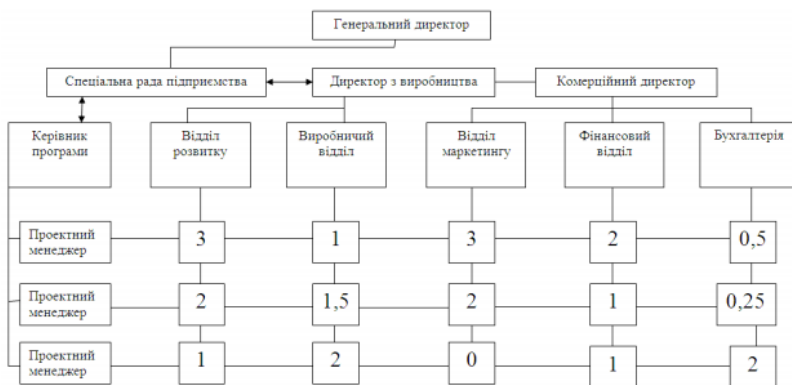 Генеральний директор
Спеціальна рада підприємства
Директор з виробництва
Комерційний директор
Керівник
програми
Відділ
розвитку
Виробничий
відділ
Відділ
маркетингу
Фінансовий
відділ
Бухгалтерія
Проектний
менеджер
3
1
3
2
0,5
Проектний
менеджер
2
1,5
2
1
0,25
Проектний
менеджер
1
2
0
1
2